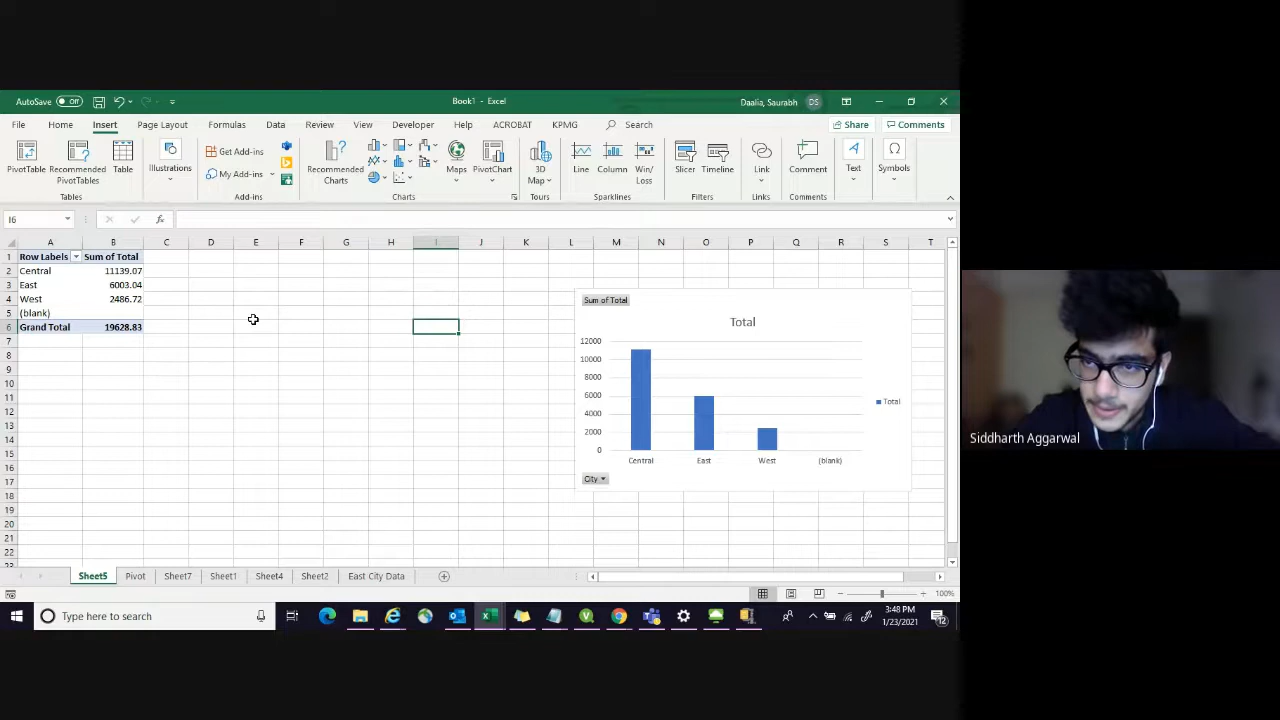 AutoSave Off
Book1 - Excel
Daalia, Saurabh DS
File Home Insert Page Layout Formulas Data Review View Developer Help ACROBAT KPMG Search
Share Comments
PivotTable Recommended PivotTables Table
Illustrations
Get Add-ins
My Add-ins
Recommended Charts
Maps PivotChart
3D Map
Line Column Win/Loss
Slicer Timeline
Link
Comment
Text
Symbols
Tables Add-ins Charts Tours Sparklines Filters Links Comments
I6 fx
A B C D E F G H I J K L M N O P Q R S T
1 Row Labels Sum of Total
2 Central 11139.07
3 East 6003.04
4 West 2486.72
5 (blank)
6 Grand Total 19628.83
7
8
9
10
11
12
13
14
15
16
17
18
19
20
21
22
23
Sum of Total
Total
12000
10000
8000
6000
4000
2000
0
Central East West (blank)
Total
City
Siddharth Aggarwal
Sheet5 Pivot Sheet7 Sheet1 Sheet4 Sheet2 East City Data
100%
Type here to search
3:48 PM
1/23/2021
12